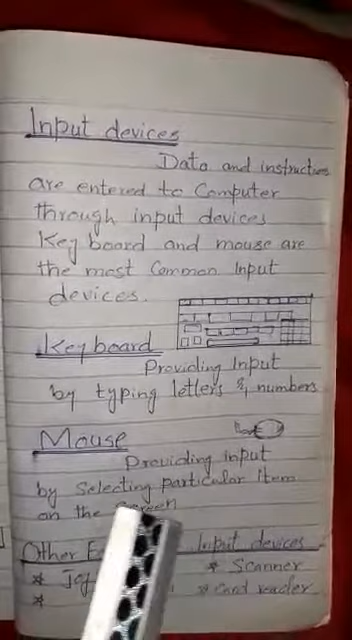 Input devices
Data and instructions
are entered to Computer
through input devices
Key board and mouse are
the most Common Input
devices.
Keyboard
Providing Input
by typing letters & numbers
Mouse
Providing input
by Selecting particular item
on the Screen
Other Input devices
* Joy * Scanner
* * Card reader